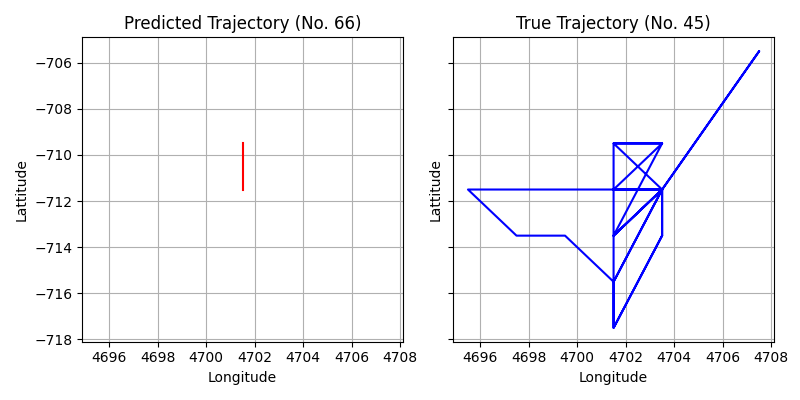 Predicted Trajectory (No. 66)
True Trajectory (No. 45)
Lattitude
−706
−708
−710
−712
−714
−716
−718
4696 4698 4700 4702 4704 4706 4708
Longitude
Lattitude
4696 4698 4700 4702 4704 4706 4708
Longitude